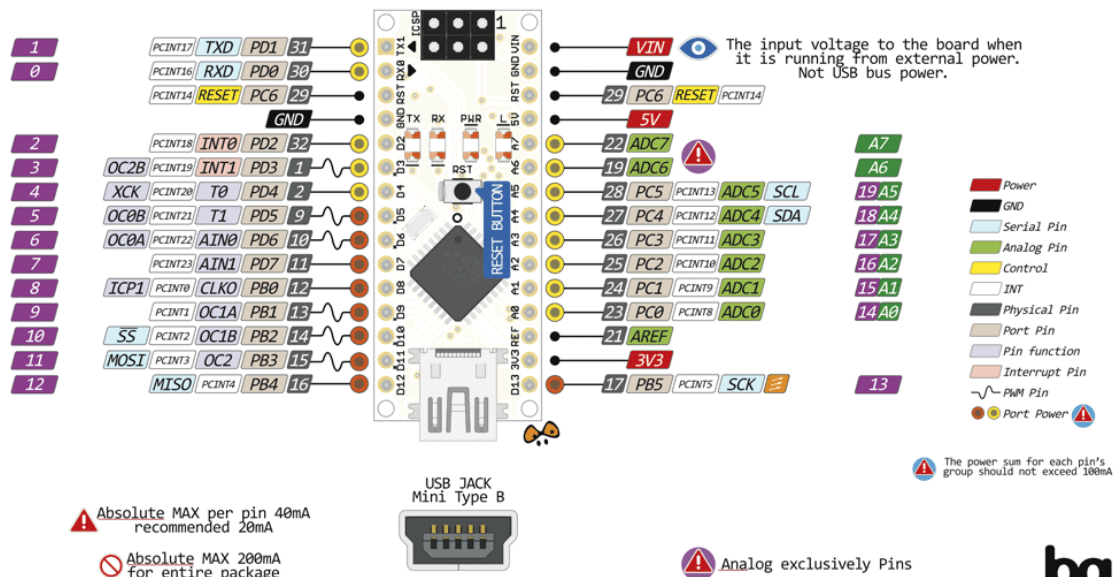 ICSP 1
1 PCINT17 TXD PD1 31 TX1 VIN VIN The input voltage to the board when
it is running from external power.
Not USB bus power.
0 PCINT16 RXD PD0 30 RX0 GND GND
PCINT14 RESET PC6 29 RST RST 29 PC6 RESET PCINT14
GND GND 5V 5V
TX RX PWR L
2 PCINT18 INT0 PD2 32 D2 A7 22 ADC7 A7
3 OC2B PCINT19 INT1 PD3 1 D3 A6 19 ADC6 A6
RST
4 XCK PCINT20 T0 PD4 2 D4 A5 28 PC5 PCINT13 ADC5 SCL 19 A5
5 OC0B PCINT21 T1 PD5 9 D5 A4 27 PC4 PCINT12 ADC4 SDA 18 A4
6 OC0A PCINT22 AIN0 PD6 10 D6 A3 26 PC3 PCINT11 ADC3 17 A3
7 PCINT23 AIN1 PD7 11 D7 A2 25 PC2 PCINT10 ADC2 16 A2
8 ICP1 PCINT0 CLKO PB0 12 D8 A1 24 PC1 PCINT9 ADC1 15 A1
9 PCINT1 OC1A PB1 13 D9 A0 23 PC0 PCINT8 ADC0 14 A0
10 SS PCINT2 OC1B PB2 14 D10 REF 21 AREF
11 MOSI PCINT3 OC2 PB3 15 D11 3V3 3V3
12 MISO PCINT4 PB4 16 D12 D13 17 PB5 PCINT5 SCK 13
RESET BUTTON
Power
GND
Serial Pin
Analog Pin
Control
INT
Physical Pin
Port Pin
Pin function
Interrupt Pin
PWM Pin
Port Power
The power sum for each pin's
group should not exceed 100mA
USB JACK
Mini Type B
Absolute MAX per pin 40mA
recommended 20mA
Absolute MAX 200mA
for entire package
Analog exclusively Pins